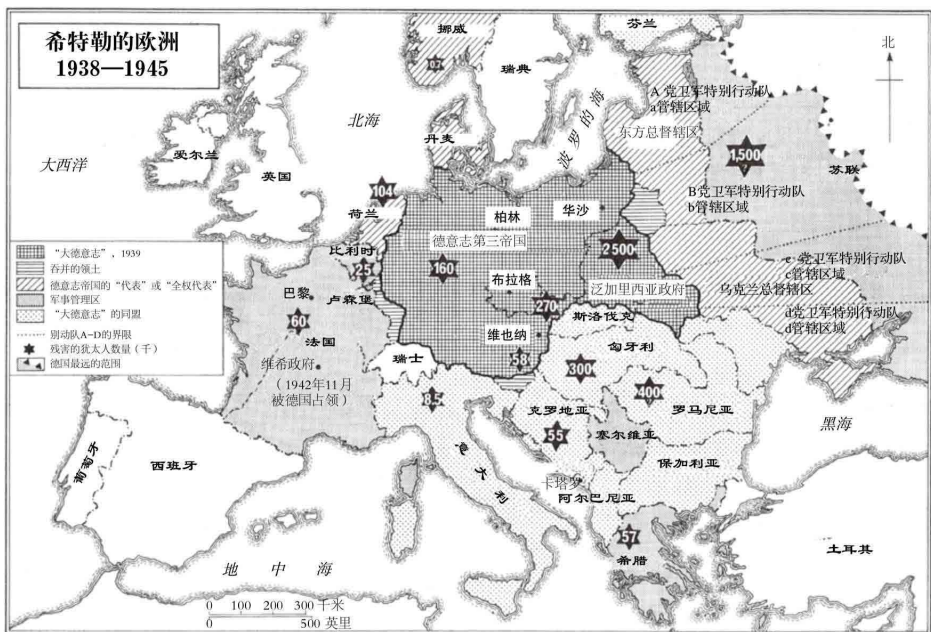 希特勒的欧洲
1938—1945
挪威
芬兰
瑞典
北
北海
波罗的海
丹麦
A 党卫军特别行动队
a管辖区域
东方总督辖区
1,500
苏联
大西洋
爱尔兰
英国
104
荷兰
柏林
华沙
B党卫军特别行动队
b管辖区域
比利时
25
德意志第三帝国
160
2 500
布拉格
泛加里西亚政府
c 党卫军特别行动队
c管辖区域
乌克兰总督辖区
d党卫军特别行动队
d管辖区域
“大德意志”，1939
吞并的领土
德意志帝国的“代表”或“全权代表”
军事管理区
“大德意志”的同盟
别动队A—D的界限
残害的犹太人数量（千）
德国最远的范围
巴黎
卢森堡
60
法国
270
斯洛伐克
维也纳
58
维希政府
（1942年11月
被德国占领）
瑞士
匈牙利
300
8.5
400
罗马尼亚
克罗地亚
55
塞尔维亚
黑海
葡萄牙
西班牙
意大利
保加利亚
卡塔罗
阿尔巴尼亚
57
希腊
土耳其
地中海
0 100 200 300 千米
0 500 英里